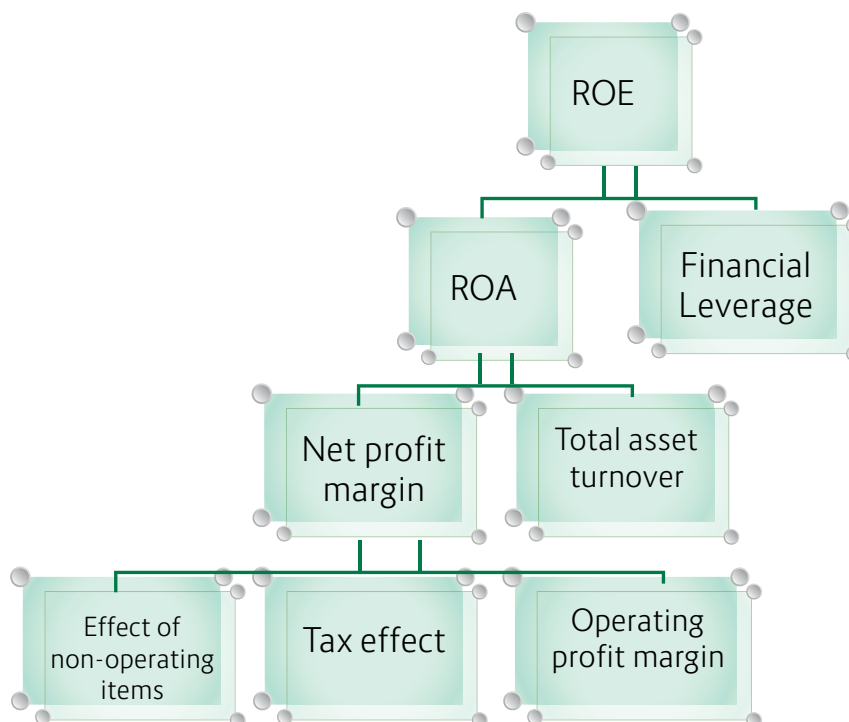 ROE
ROA
Financial
Leverage
Net profit
margin
Total asset
turnover
Effect of
non-operating
items
Tax effect
Operating
profit margin